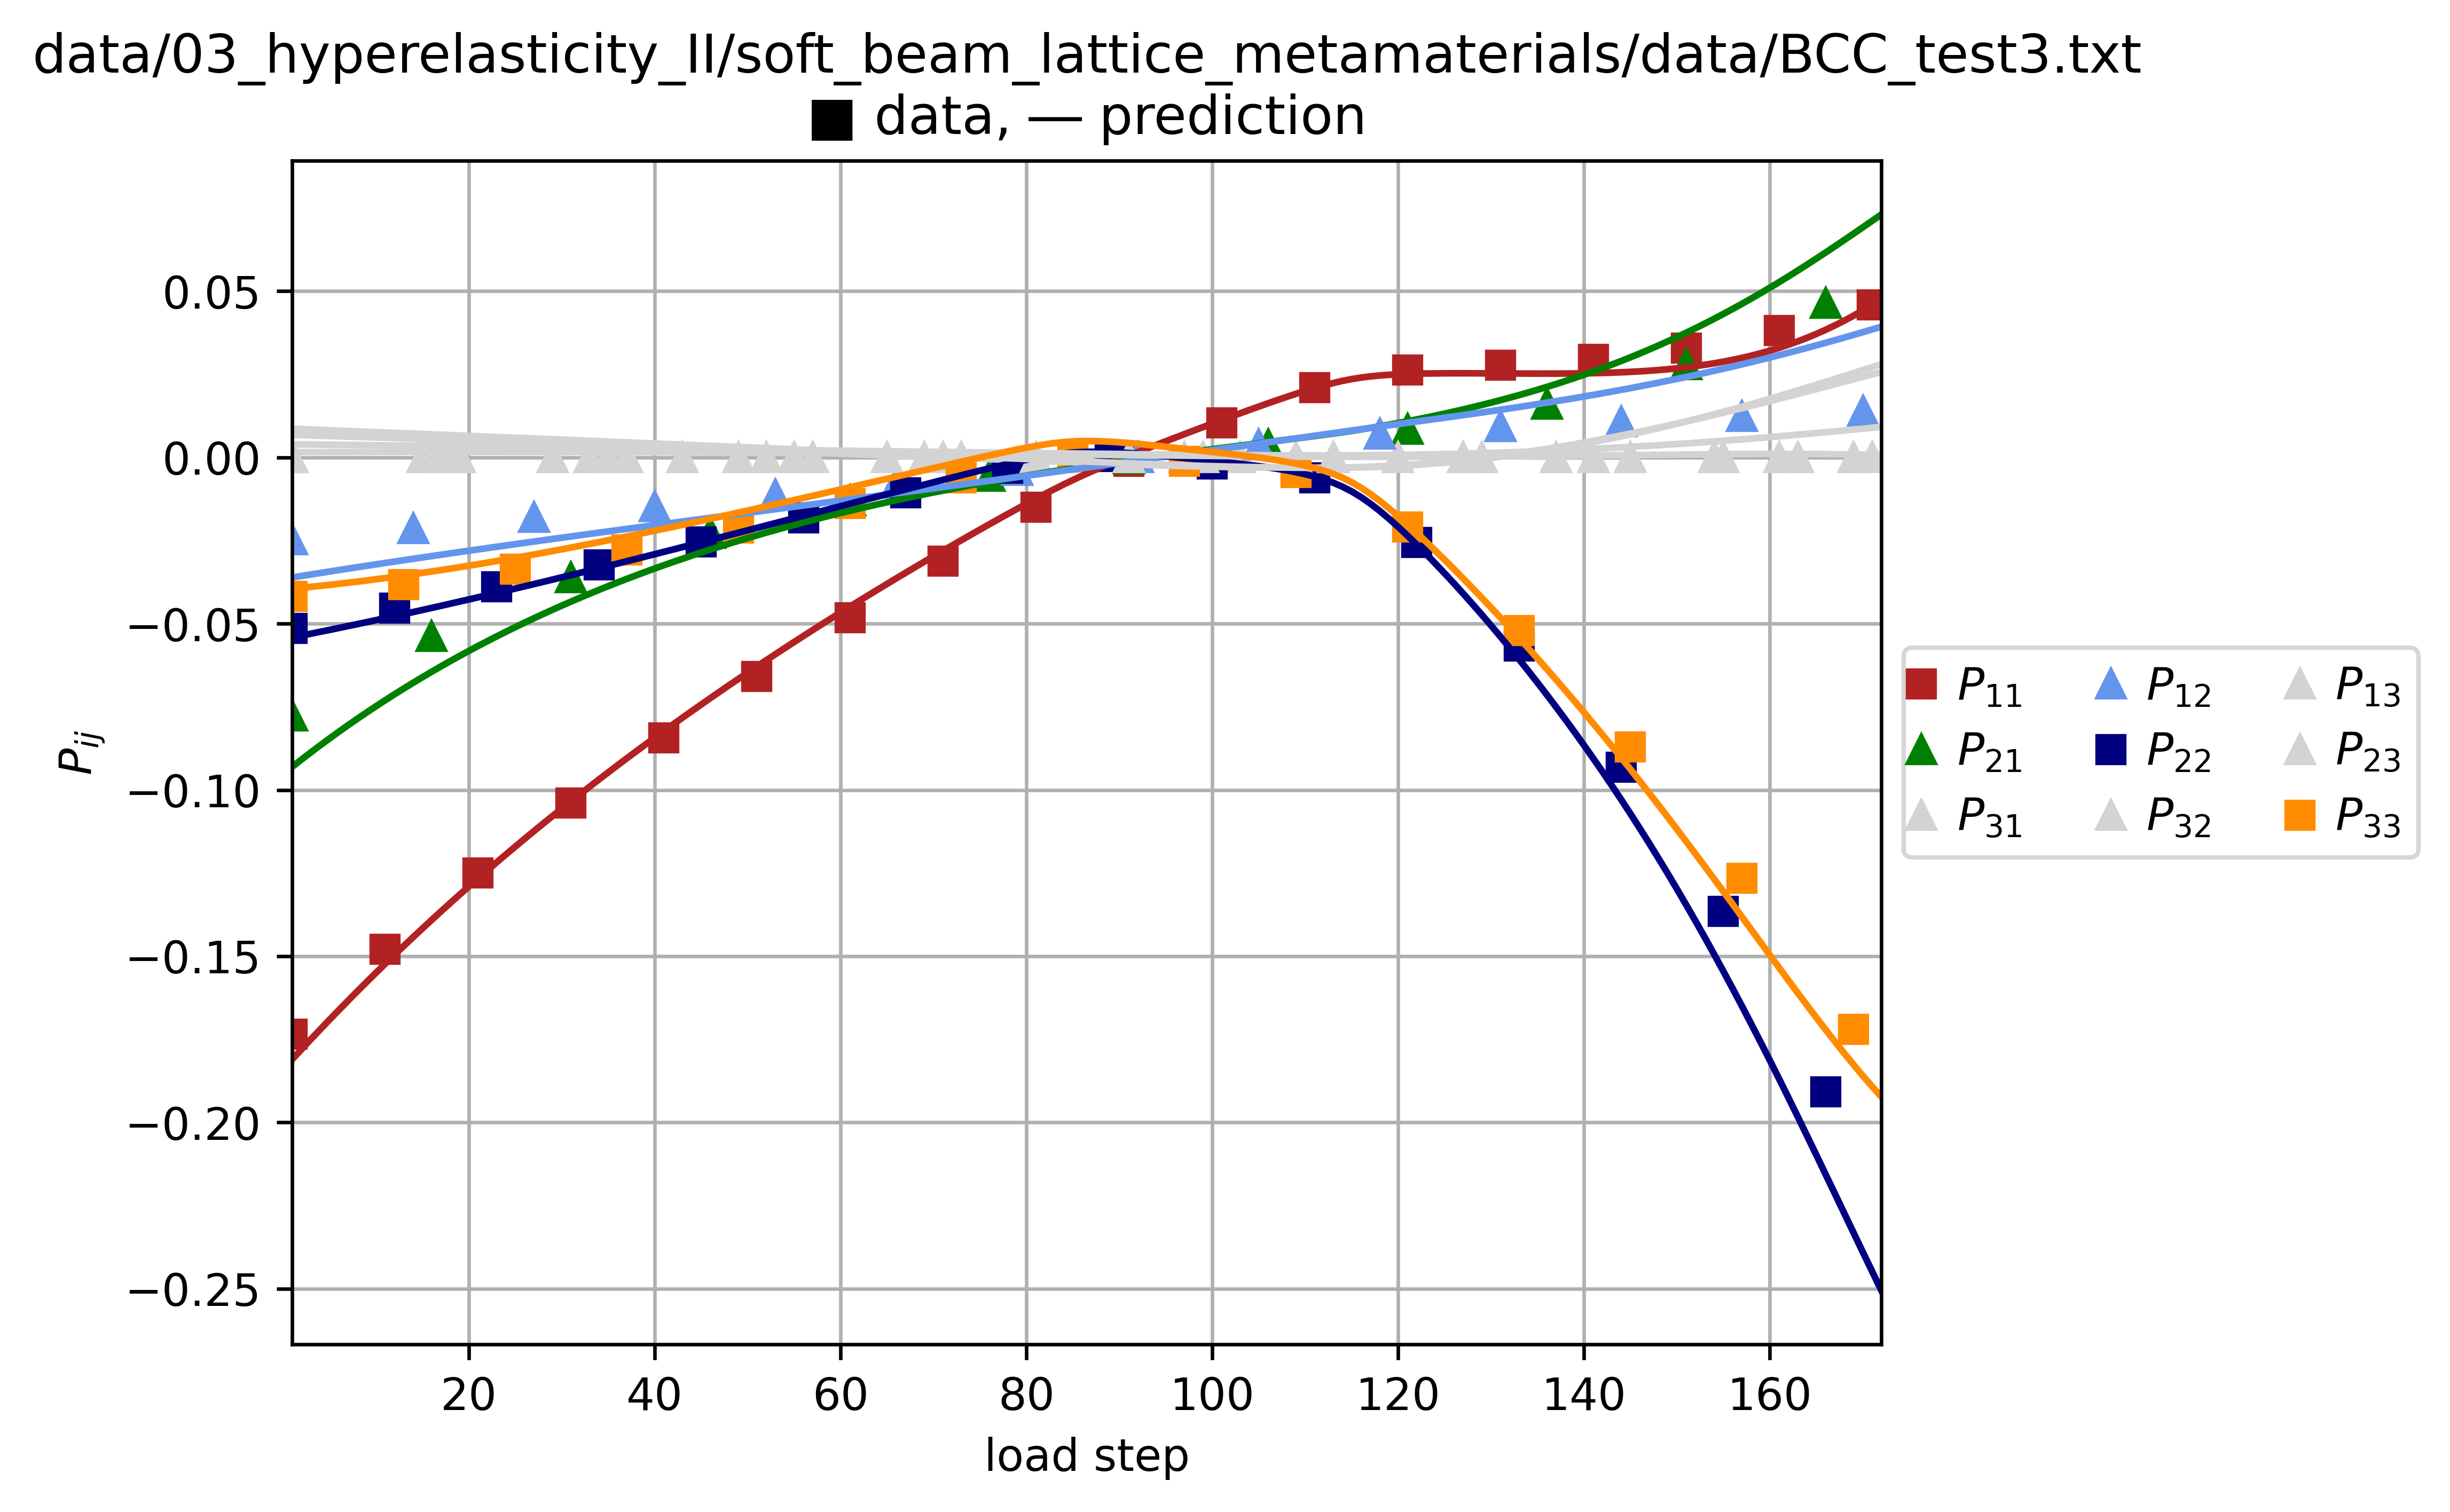 data/03_hyperelasticity_II/soft_beam_lattice_metamaterials/data/BCC_test3.txt
■ data, — prediction
0.05
0.00
−0.05
−0.10
−0.15
−0.20
−0.25
P_ij
20 40 60 80 100 120 140 160
load step
P_11 P_12 P_13
P_21 P_22 P_23
P_31 P_32 P_33